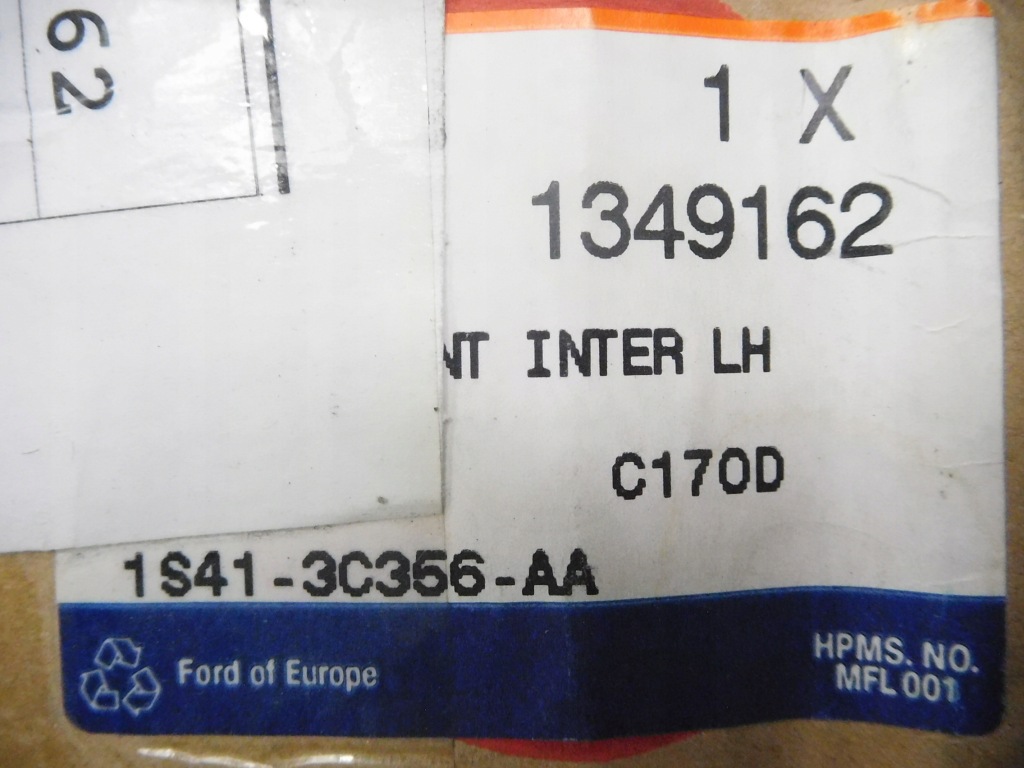 62
1 X
1349162
NT INTER LH
C170D
1S41-3C356-AA
Ford of Europe
HPMS. NO.
MFL 001